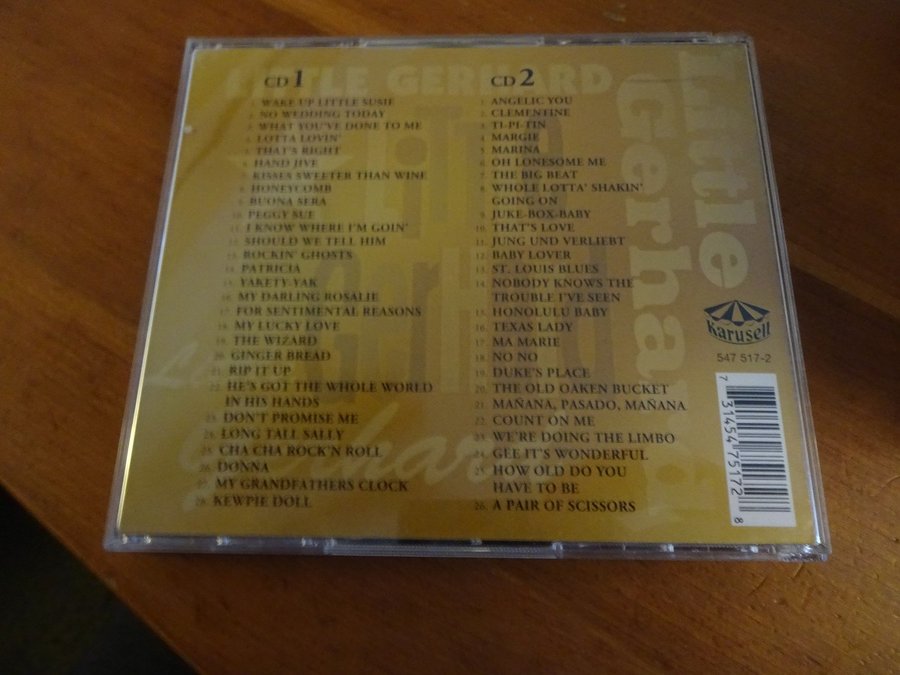 LITTLE GERHARD
CD 1
1. WAKE UP LITTLE SUSIE
2. NO WEDDING TODAY
3. WHAT YOU'VE DONE TO ME
4. LOTTA LOVIN'
5. THAT'S RIGHT
6. HAND JIVE
7. KISSES SWEETER THAN WINE
8. HONEYCOMB
9. BUONA SERA
10. PEGGY SUE
11. I KNOW WHERE I'M GOIN'
12. SHOULD WE TELL HIM
13. ROCKIN' GHOSTS
14. PATRICIA
15. YAKETY-YAK
16. MY DARLING ROSALIE
17. FOR SENTIMENTAL REASONS
18. MY LUCKY LOVE
19. THE WIZARD
20. GINGER BREAD
21. RIP IT UP
22. HE'S GOT THE WHOLE WORLD
IN HIS HANDS
23. DON'T PROMISE ME
24. LONG TALL SALLY
25. CHA CHA ROCK'N ROLL
26. DONNA
27. MY GRANDFATHERS CLOCK
28. KEWPIE DOLL
CD 2
1. ANGELIC YOU
2. CLEMENTINE
3. TI-PI-TIN
4. MARGIE
5. MARINA
6. OH LONESOME ME
7. THE BIG BEAT
8. WHOLE LOTTA' SHAKIN'
GOING ON
9. JUKE-BOX-BABY
10. THAT'S LOVE
11. JUNG UND VERLIEBT
12. BABY LOVER
13. ST. LOUIS BLUES
14. NOBODY KNOWS THE
TROUBLE I'VE SEEN
15. HONOLULU BABY
16. TEXAS LADY
17. MA MARIE
18. NO NO
19. DUKE'S PLACE
20. THE OLD OAKEN BUCKET
21. MAÑANA, PASADO, MAÑANA
22. COUNT ON ME
23. WE'RE DOING THE LIMBO
24. GEE IT'S WONDERFUL
25. HOW OLD DO YOU
HAVE TO BE
26. A PAIR OF SCISSORS
Little
Gerhard
Karusell
547 517-2
7 31454 75172 8